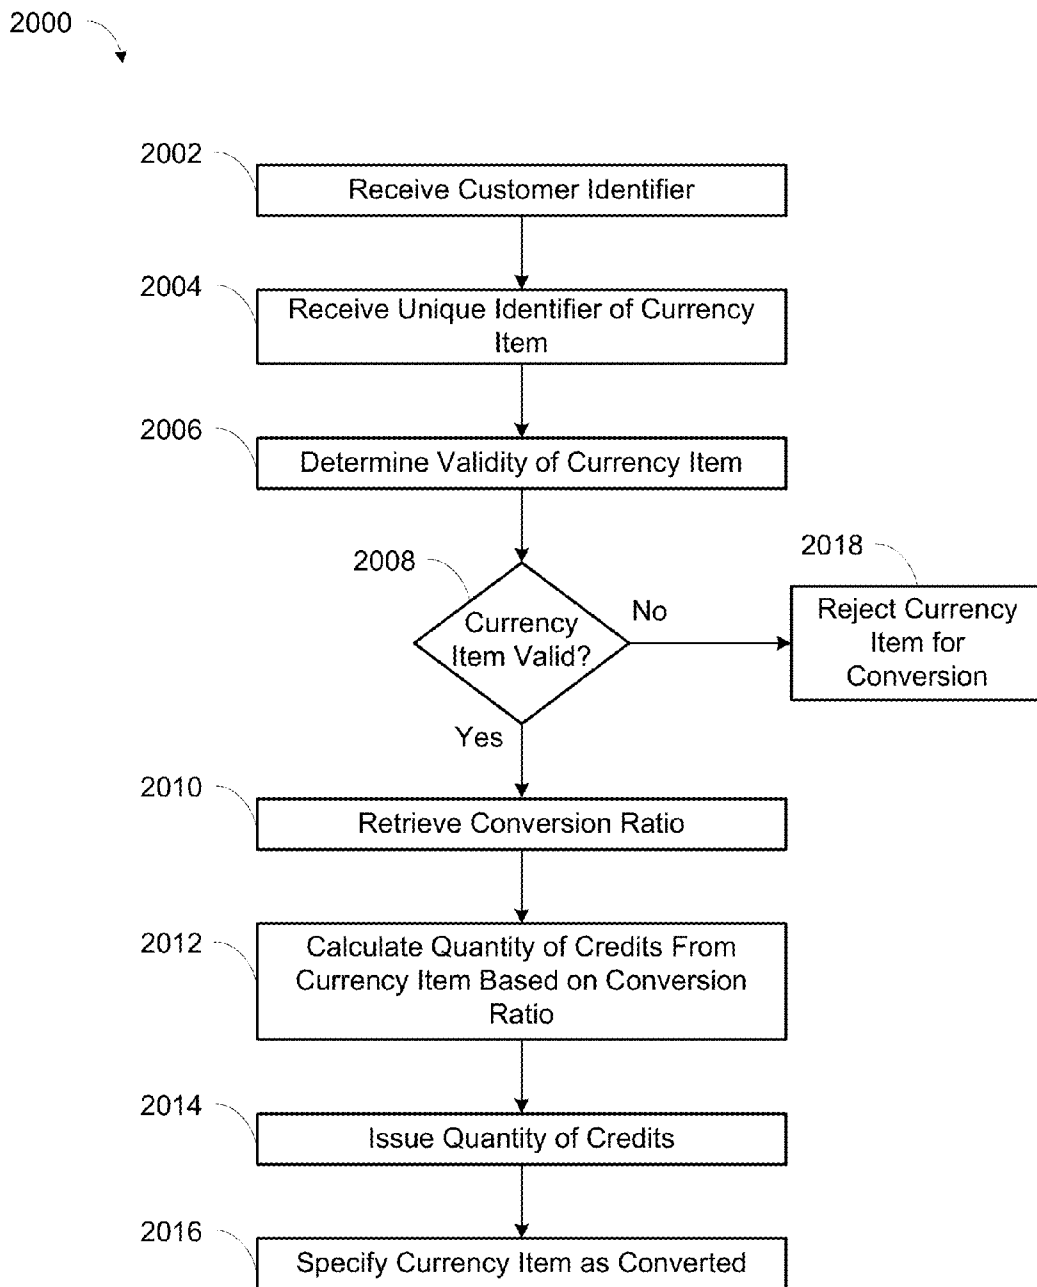 2000
2002
Receive Customer Identifier
2004
Receive Unique Identifier of Currency
Item
2006
Determine Validity of Currency Item
2008
Currency
Item Valid?
No
2018
Reject Currency
Item for
Conversion
Yes
2010
Retrieve Conversion Ratio
2012
Calculate Quantity of Credits From
Currency Item Based on Conversion
Ratio
2014
Issue Quantity of Credits
2016
Specify Currency Item as Converted